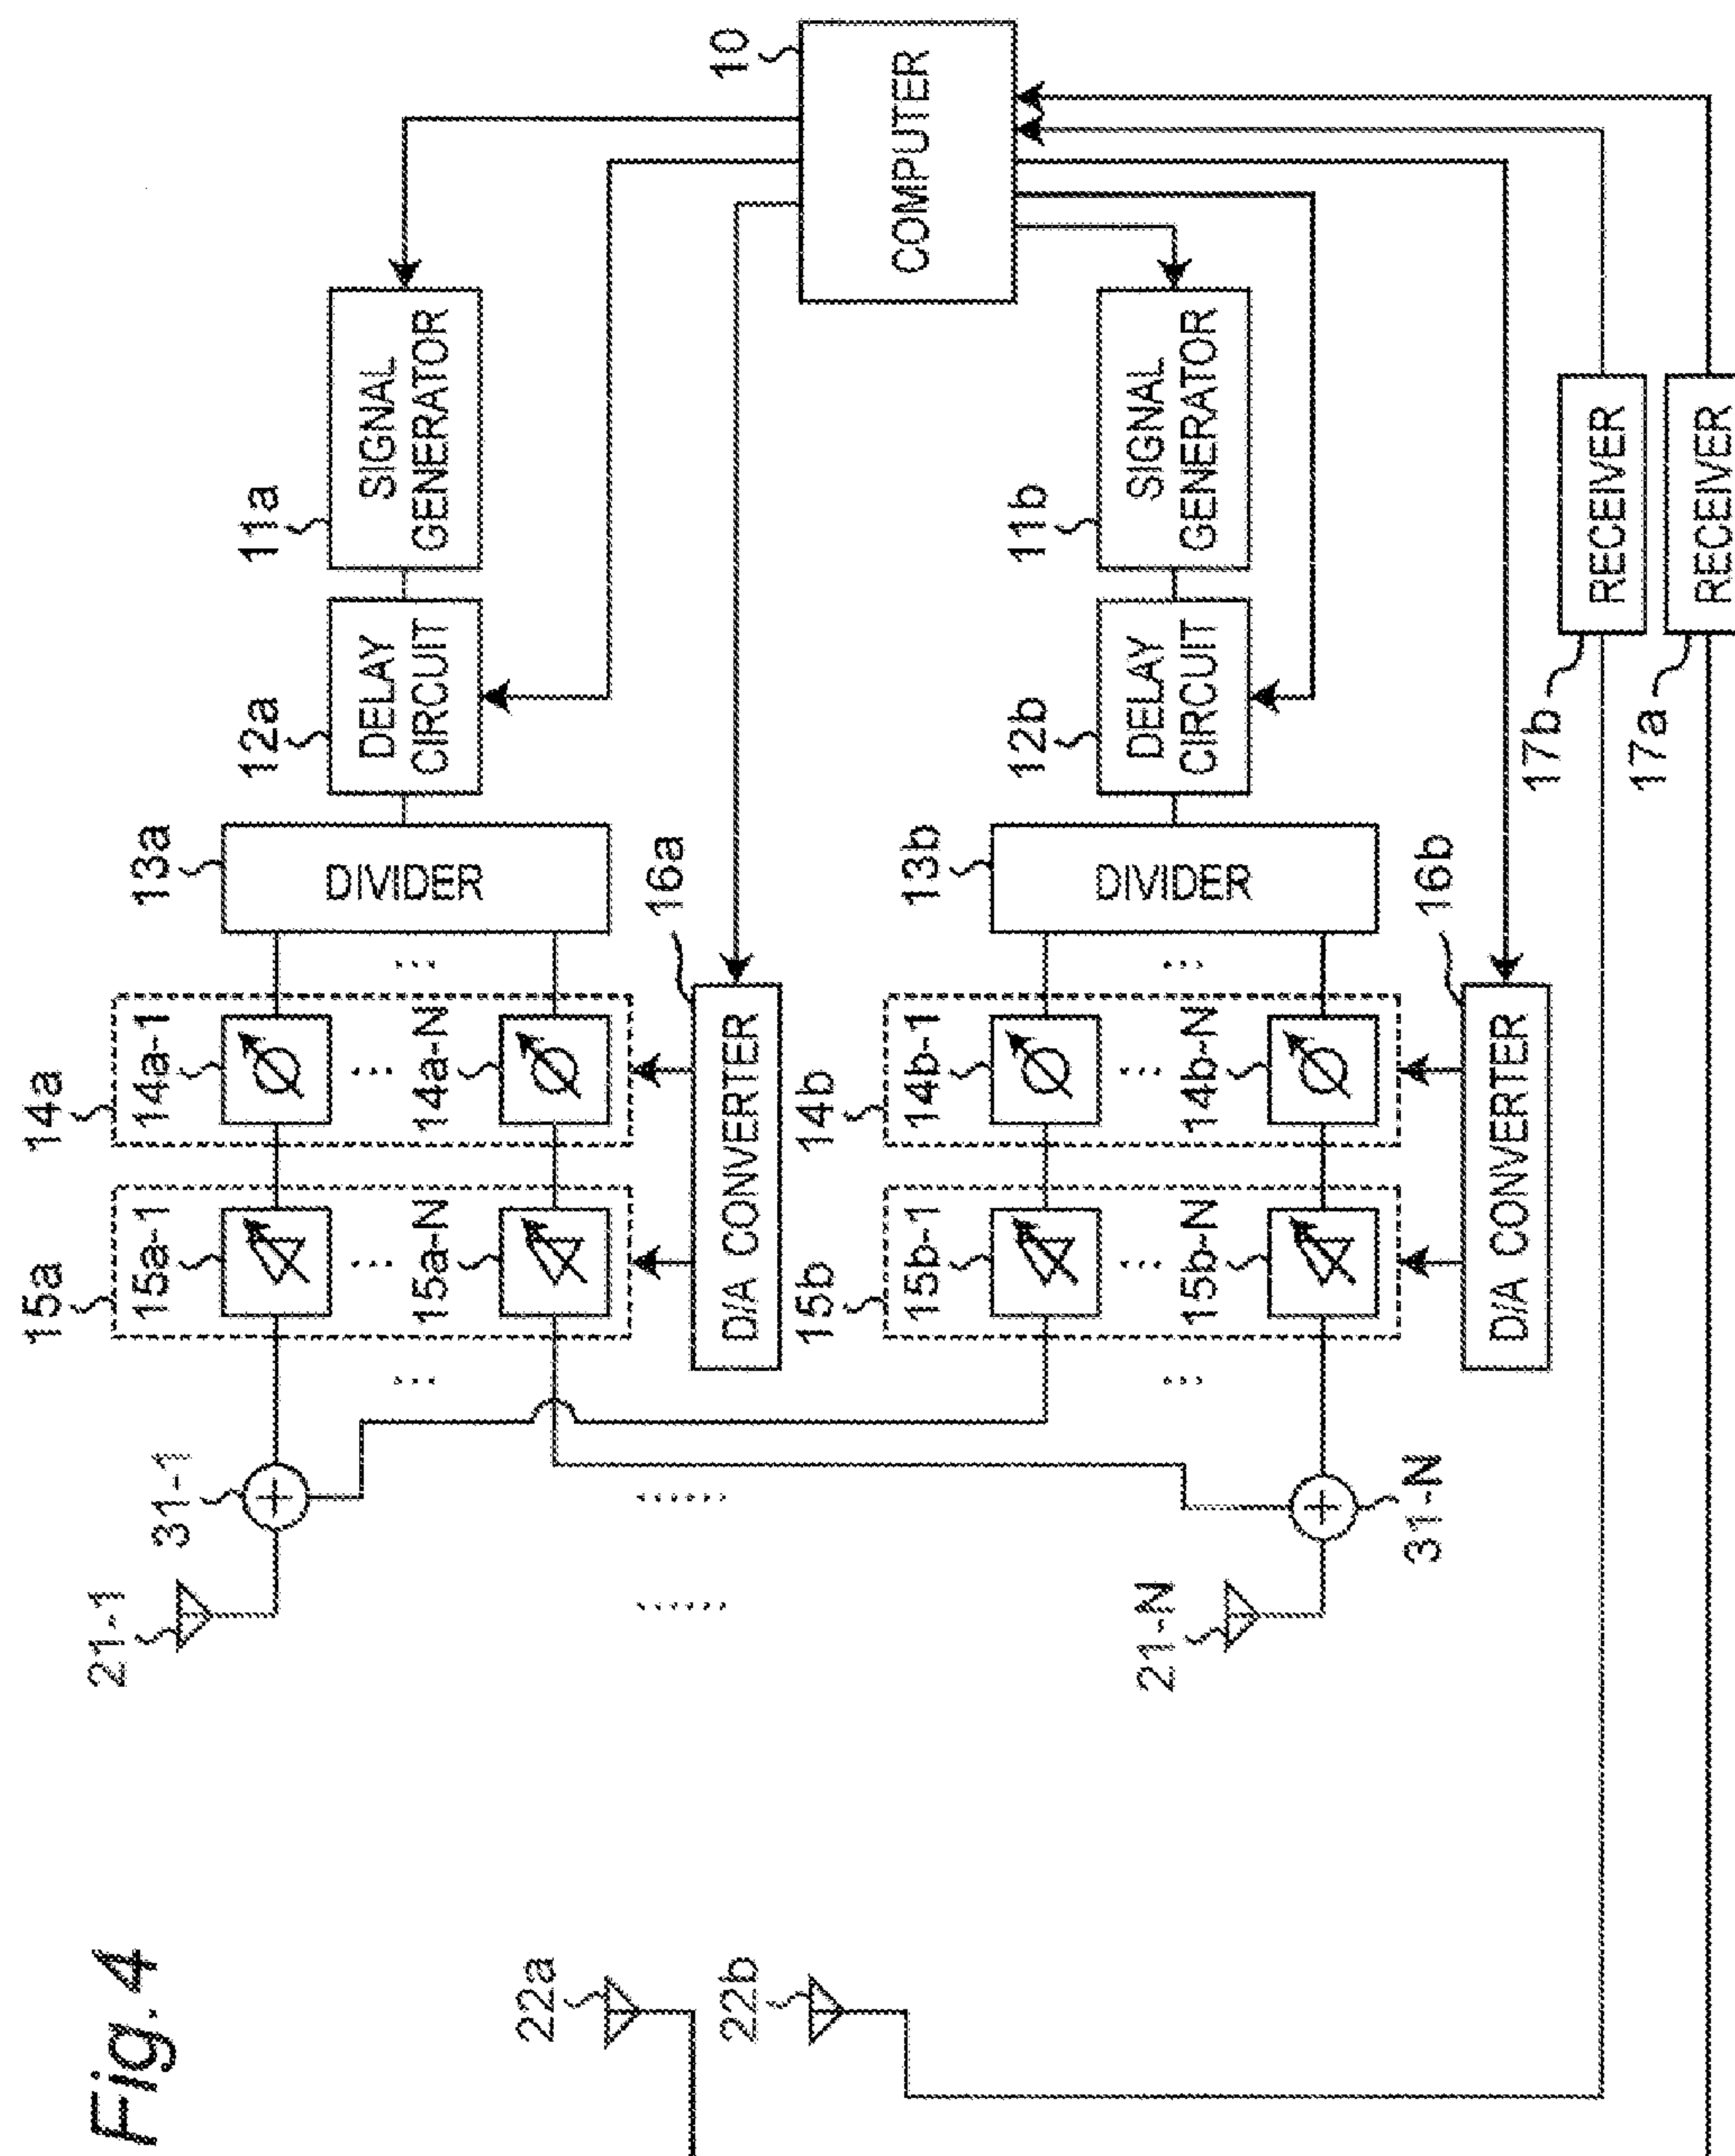 Fig. 4
21-1
31-1
15a
15a-1
15a-N
14a
14a-1
14a-N
13a
DIVIDER
12a
DELAY
CIRCUIT
11a
SIGNAL
GENERATOR
16a
D/A CONVERTER
10
COMPUTER
22a
22b
21-N
31-N
15b
15b-1
15b-N
14b
14b-1
14b-N
13b
DIVIDER
12b
DELAY
CIRCUIT
11b
SIGNAL
GENERATOR
16b
D/A CONVERTER
17b
RECEIVER
17a
RECEIVER